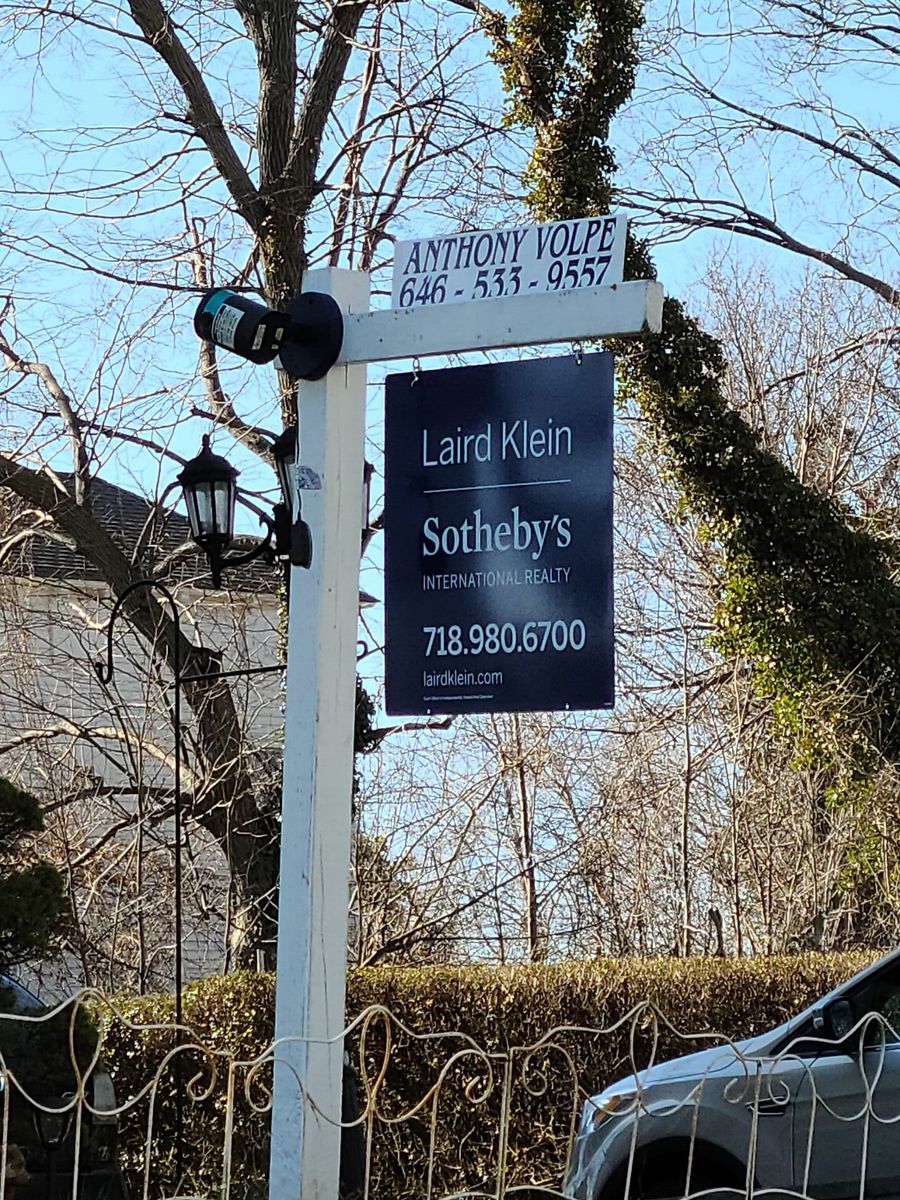 ANTHONY VOLPE
646-533-9557
Laird Klein
Sotheby's
INTERNATIONAL REALTY
718.980.6700
lairdklein.com